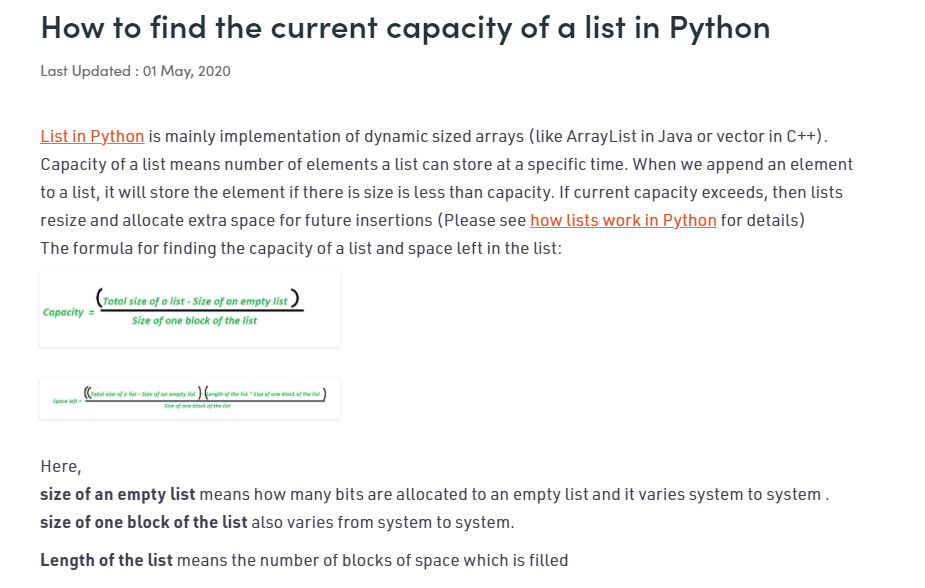 How to find the current capacity of a list in Python
Last Updated : 01 May, 2020
List in Python is mainly implementation of dynamic sized arrays (like ArrayList in Java or vector in C++).
Capacity of a list means number of elements a list can store at a specific time. When we append an element
to a list, it will store the element if there is size is less than capacity. If current capacity exceeds, then lists
resize and allocate extra space for future insertions (Please see how lists work in Python for details)
The formula for finding the capacity of a list and space left in the list:
(Total size of a list - Size of an empty list)
Capacity =
Size of one block of the list
((Total size of a list - Size of an empty list ) - (Length of the list * Size of one block of the list )
Space left =
Size of one block of the list
Here,
size of an empty list means how many bits are allocated to an empty list and it varies system to system .
size of one block of the list also varies from system to system.
Length of the list means the number of blocks of space which is filled